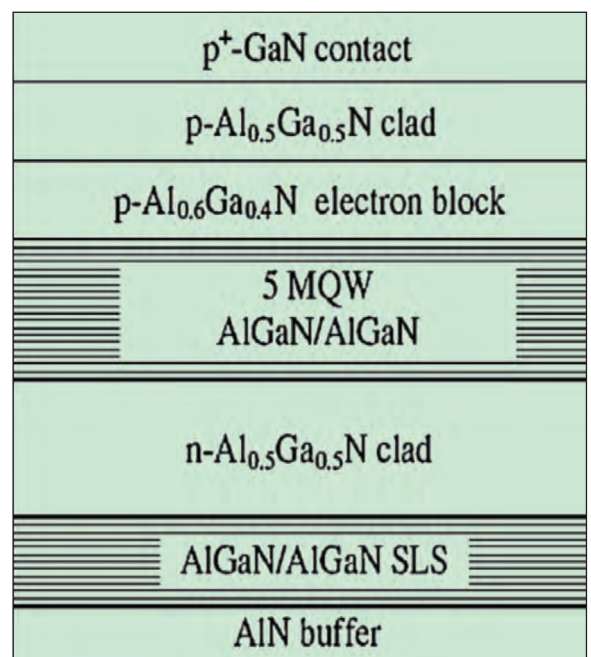 p⁺-GaN contact
p-Al₀.₅Ga₀.₅N clad
p-Al₀.₆Ga₀.₄N electron block
5 MQW
AlGaN/AlGaN
n-Al₀.₅Ga₀.₅N clad
AlGaN/AlGaN SLS
AlN buffer